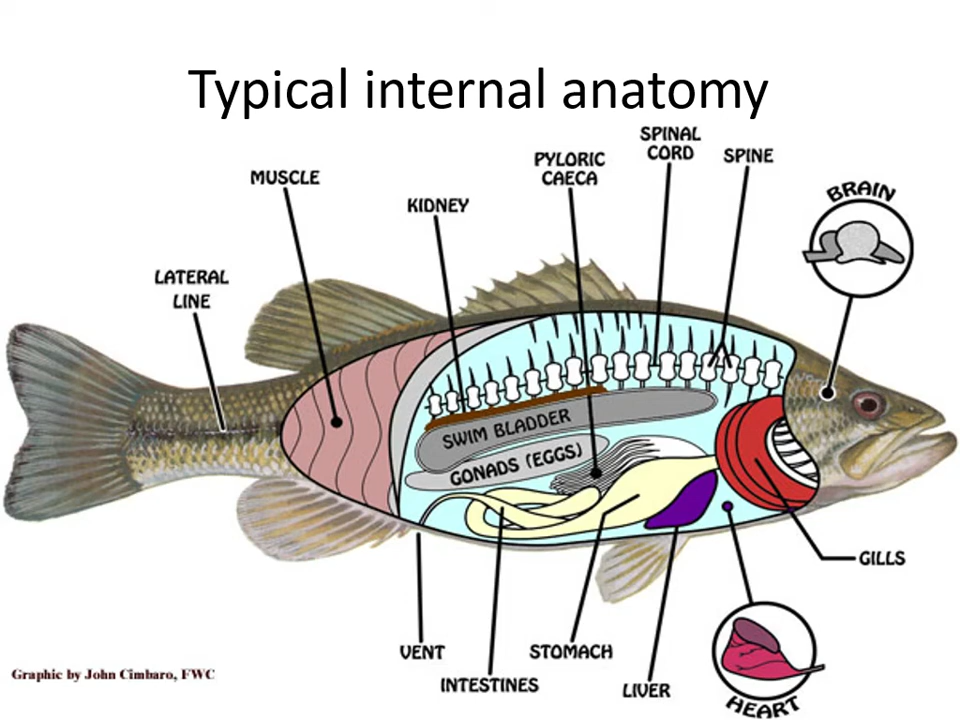 Typical internal anatomy
SPINAL
CORD
SPINE
PYLORIC
CAECA
MUSCLE
BRAIN
KIDNEY
LATERAL
LINE
SWIM BLADDER
GONADS (EGGS)
GILLS
VENT
STOMACH
INTESTINES
LIVER
HEART
Graphic by John Cimbaro, FWC